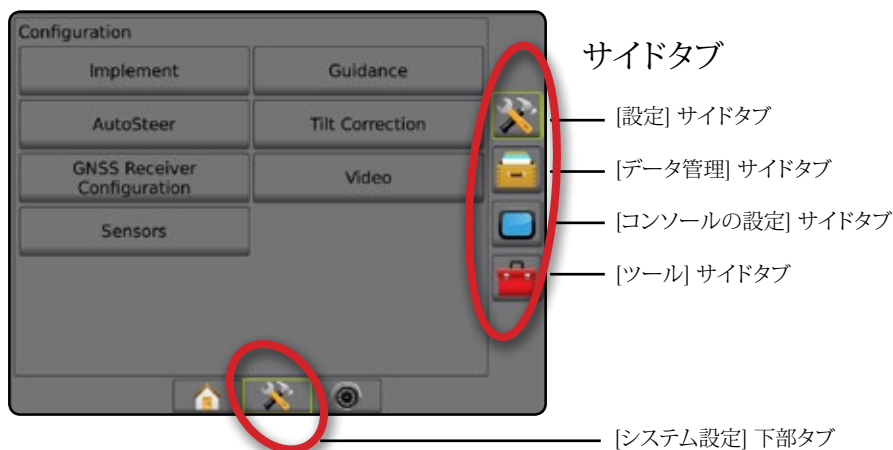 Configuration
Implement
Guidance
AutoSteer
Tilt Correction
GNSS Receiver
Configuration
Video
Sensors
サイドタブ
[設定] サイドタブ
[データ管理] サイドタブ
[コンソールの設定] サイドタブ
[ツール] サイドタブ
[システム設定] 下部タブ